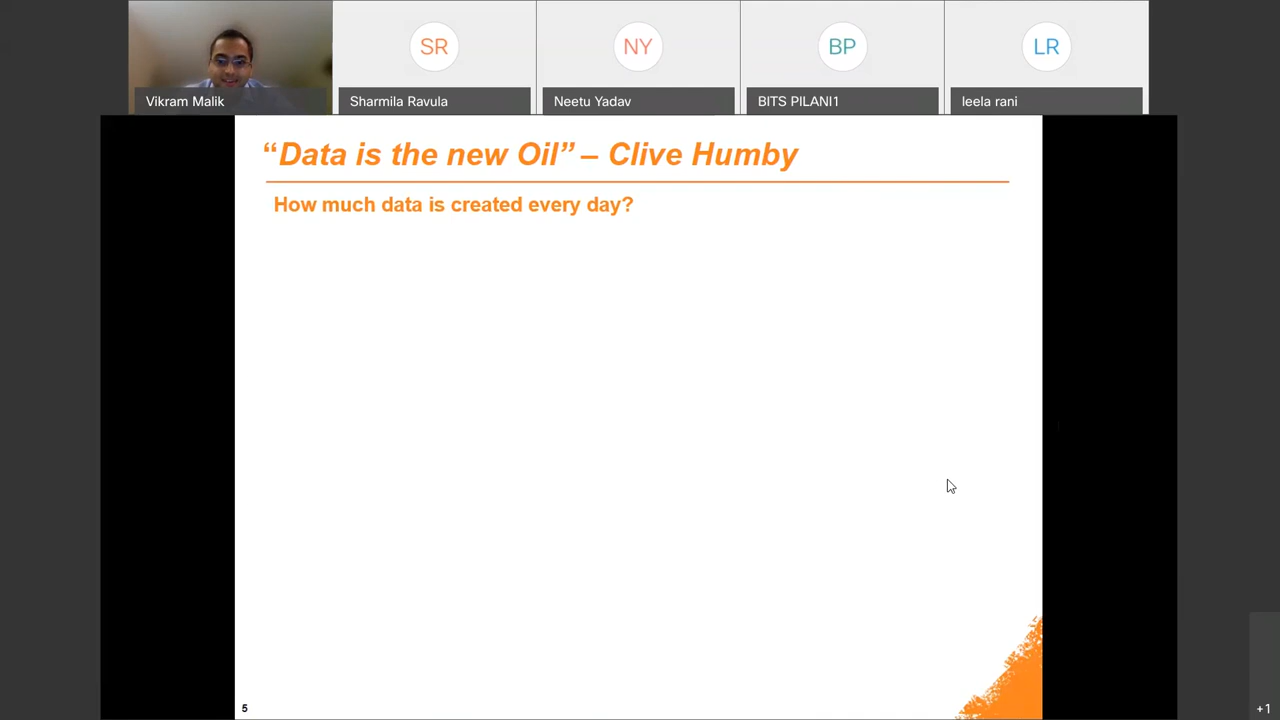 SR
NY
BP
LR
Vikram Malik
Sharmila Ravula
Neetu Yadav
BITS PILANI1
leela rani
“Data is the new Oil” – Clive Humby
How much data is created every day?
5
+1